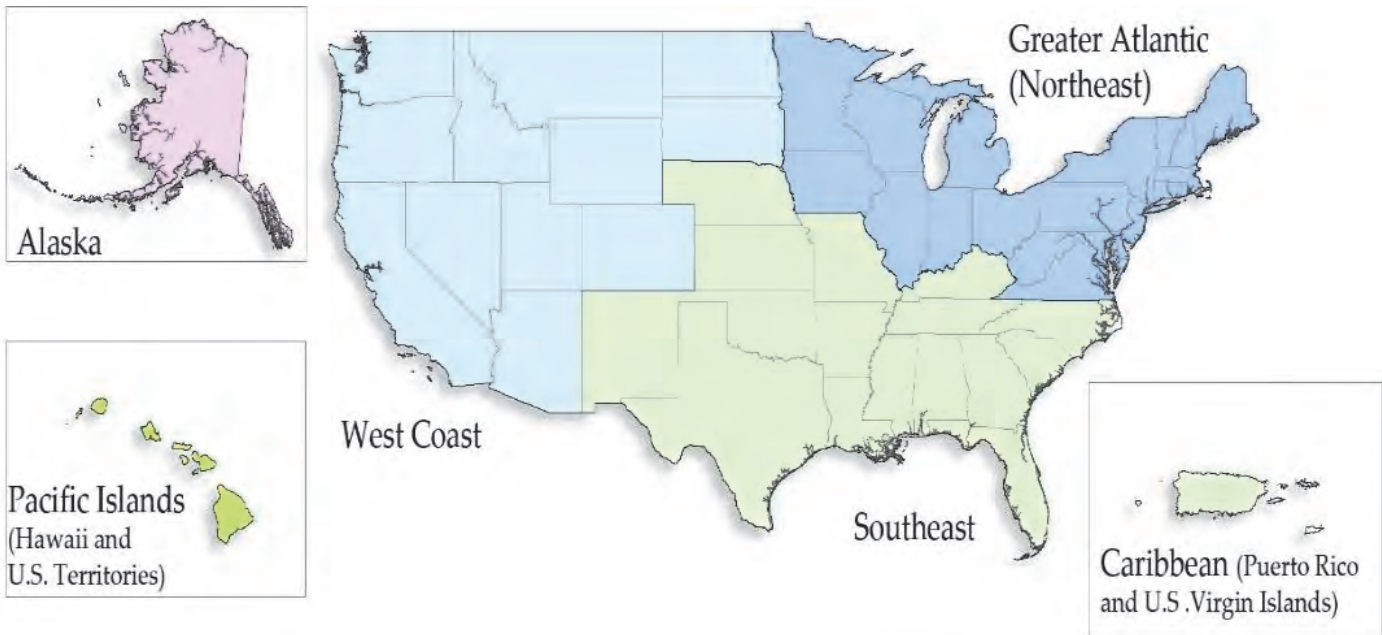 Greater Atlantic
(Northeast)
Alaska
West Coast
Pacific Islands
(Hawaii and
U.S. Territories)
Southeast
Caribbean (Puerto Rico
and U.S .Virgin Islands)